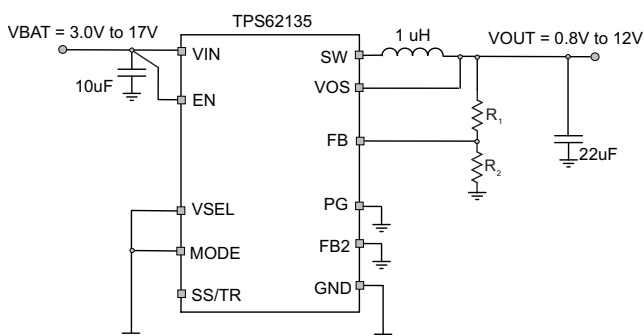 TPS62135
VBAT = 3.0V to 17V
VIN
SW
1 uH
VOUT = 0.8V to 12V
10uF
EN
VOS
R1
FB
R2
22uF
VSEL
PG
MODE
FB2
SS/TR
GND